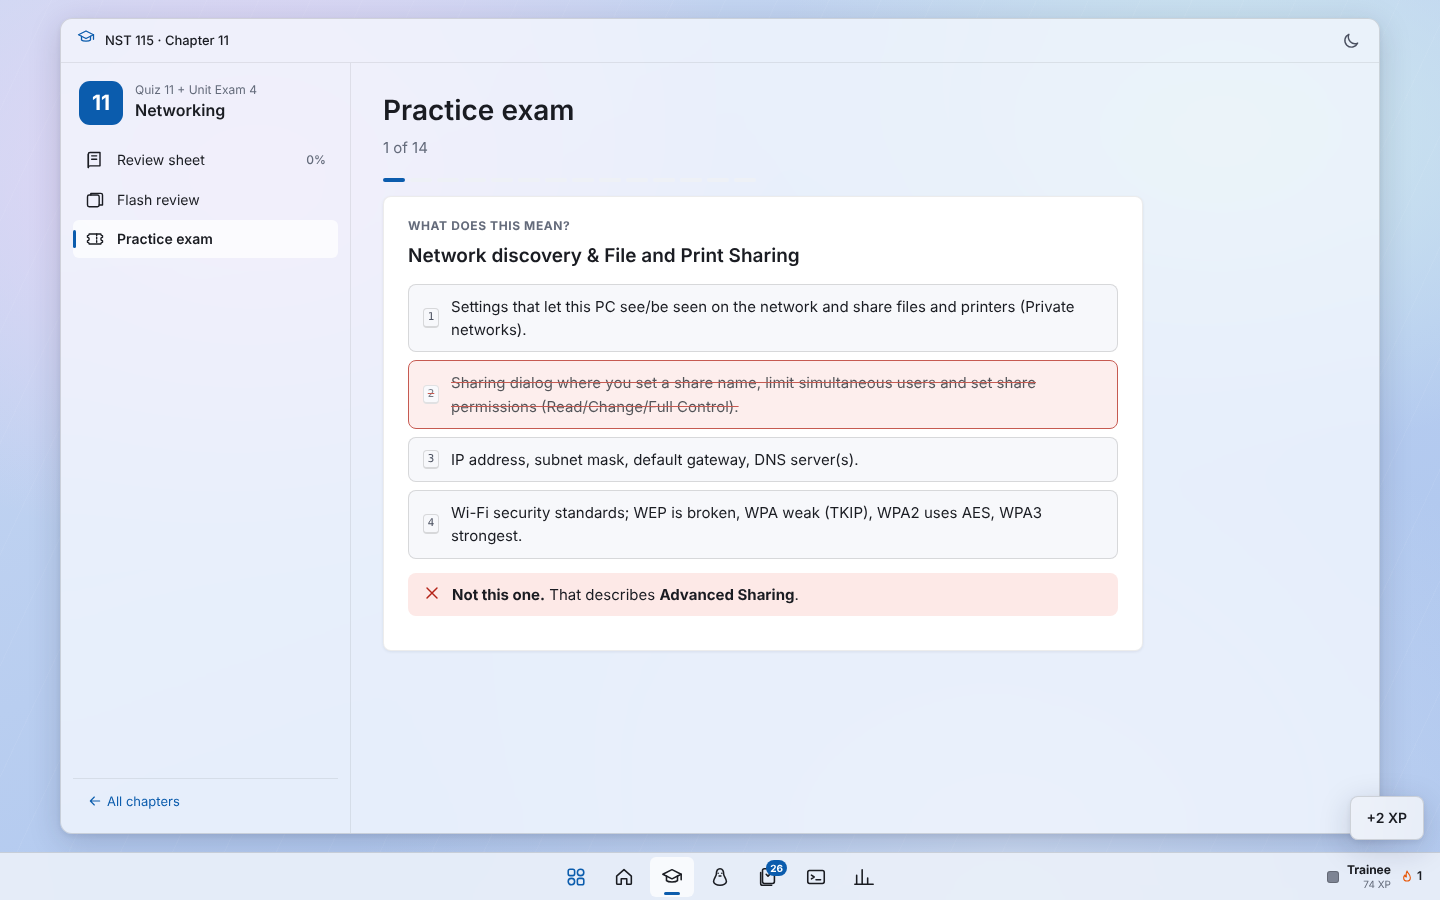 NST 115 · Chapter 11
11
Quiz 11 + Unit Exam 4
Networking
Review sheet
0%
Flash review
Practice exam
All chapters
Practice exam
1 of 14
WHAT DOES THIS MEAN?
Network discovery & File and Print Sharing
1
Settings that let this PC see/be seen on the network and share files and printers (Private
networks).
2
Sharing dialog where you set a share name, limit simultaneous users and set share
permissions (Read/Change/Full Control).
3
IP address, subnet mask, default gateway, DNS server(s).
4
Wi-Fi security standards; WEP is broken, WPA weak (TKIP), WPA2 uses AES, WPA3
strongest.
Not this one. That describes Advanced Sharing.
+2 XP
26
Trainee
74 XP
1